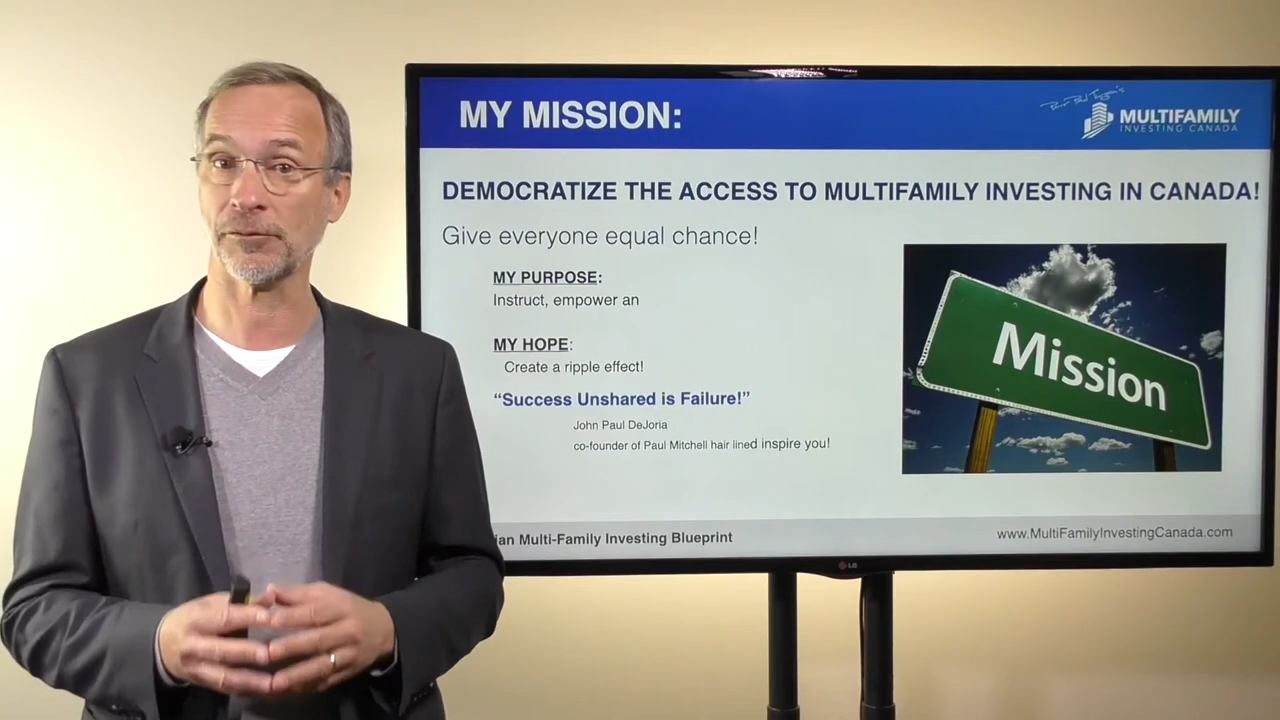 MY MISSION:
MULTIFAMILY
INVESTING CANADA
DEMOCRATIZE THE ACCESS TO MULTIFAMILY INVESTING IN CANADA!
Give everyone equal chance!
MY PURPOSE:
Instruct, empower an
MY HOPE:
Create a ripple effect!
“Success Unshared is Failure!”
John Paul DeJoria
co-founder of Paul Mitchell hair lined inspire you!
Mission
ian Multi-Family Investing Blueprint
www.MultiFamilyInvestingCanada.com
LG